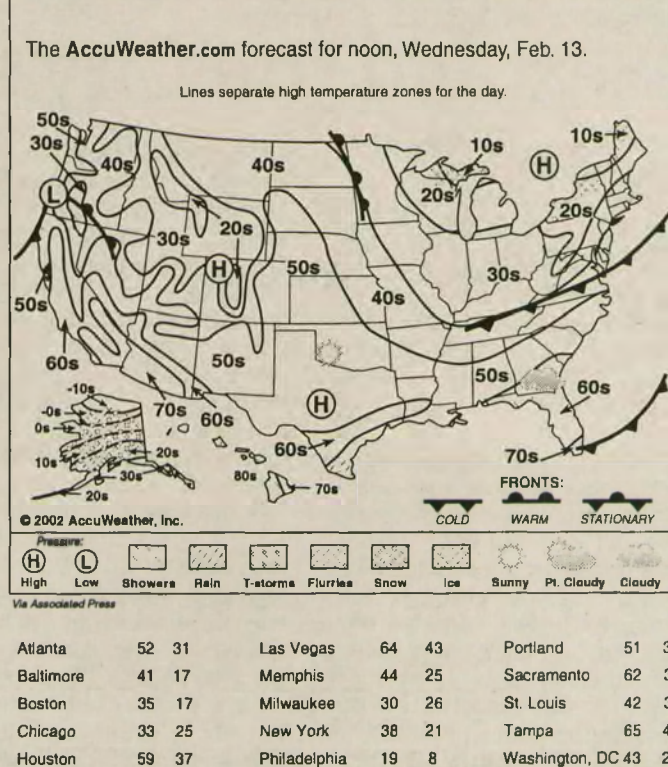 The AccuWeather.com forecast for noon, Wednesday, Feb. 13.
Lines separate high temperature zones for the day.
50s
30s
40s
40s
10s
10s
H
20s
20s
L
20s
30s
H
50s
30s
40s
50s
60s
50s
50s
H
60s
70s
60s
60s
70s
-10s
-0s
0s
10s
20s
30s
20s
80s
70s
FRONTS:
COLD WARM STATIONARY
© 2002 AccuWeather, Inc.
Pressure:
H L
High Low Showers Rain T-storms Flurries Snow Ice Sunny Pt. Cloudy Cloudy
Via Associated Press
Atlanta 52 31 Las Vegas 64 43 Portland 51
Baltimore 41 17 Memphis 44 25 Sacramento 62
Boston 35 17 Milwaukee 30 26 St. Louis 42
Chicago 33 25 New York 38 21 Tampa 65
Houston 59 37 Philadelphia 19 8 Washington, DC 43